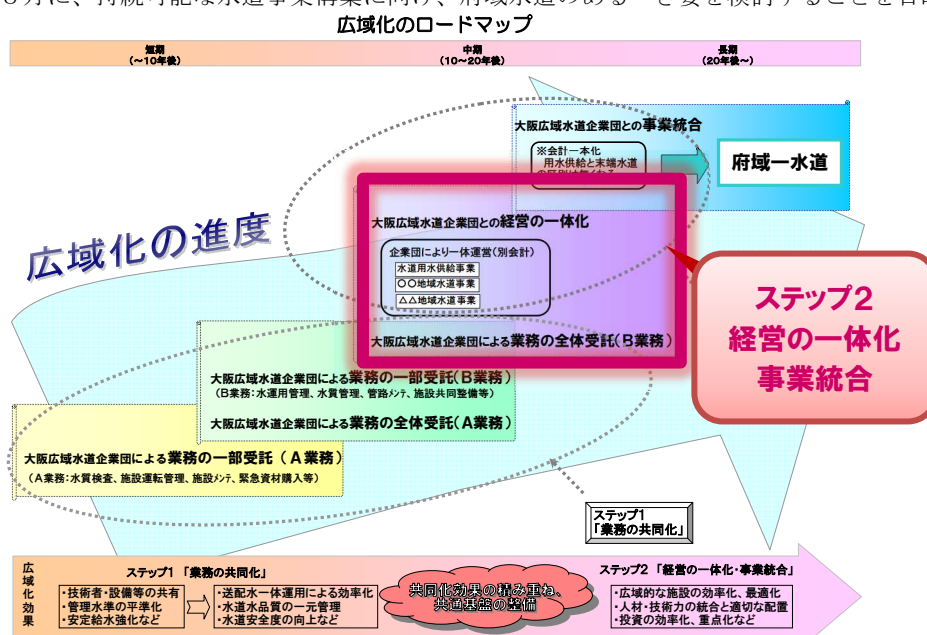 広域化のロードマップ
短期
(～10年後)
中期
(10～20年後)
長期
(20年後～)
大阪広域水道企業団との事業統合
※会計一本化
用水供給と末端水道
府域一水道
大阪広域水道企業団との経営の一体化
企業団により一体運営(別会計)
水道用水供給事業
〇〇地域水道事業
△△地域水道事業
大阪広域水道企業団による業務の全体受託(B業務)
広域化の進度
ステップ2
経営の一体化
事業統合
大阪広域水道企業団による業務の一部受託(B業務)
(B業務:水運用管理、水質管理、管路メンテ、施設共同整備等)
大阪広域水道企業団による業務の全体受託(A業務)
大阪広域水道企業団による業務の一部受託(A業務)
(A業務:水質検査、施設運転管理、施設メンテ、緊急資材購入等)
ステップ1
「業務の共同化」
広域化効果
ステップ1 「業務の共同化」
・技術者・設備等の共有
・管理水準の平準化
・安定給水強化など
・送配水一体運用による効率化
・水道水品質の一元管理
・水道安全度の向上など
共同化効果の積み重ね、
共通基盤の整備
ステップ2 「経営の一体化・事業統合」
・広域的な施設の効率化、最適化
・人材・技術力の統合と適切な配置
・投資の効率化、重点化など